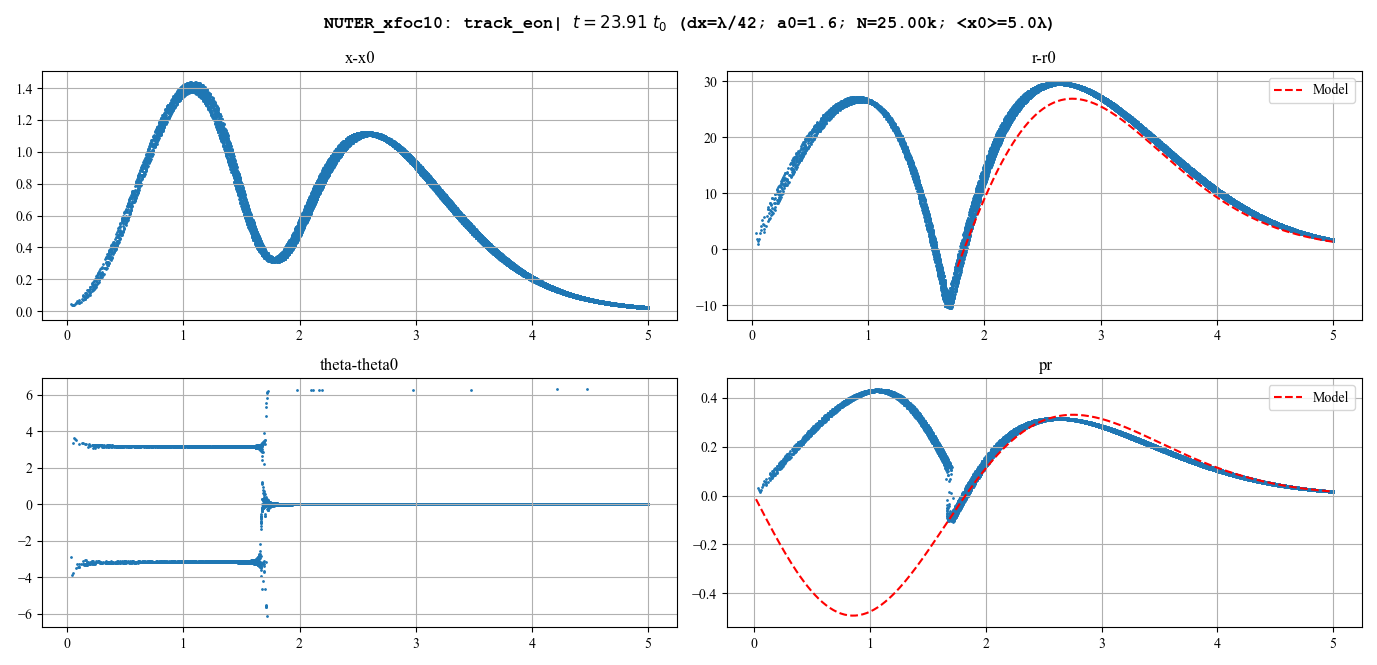 NUTER_xfoc10: track_eon| t = 23.91 t₀ (dx=λ/42; a0=1.6; N=25.00k; <x0>=5.0λ)
x-x0
1.4
1.2
1.0
0.8
0.6
0.4
0.2
0.0
0 1 2 3 4 5
r-r0
Model
30
20
10
0
−10
0 1 2 3 4 5
theta-theta0
6
4
2
0
−2
−4
−6
0 1 2 3 4 5
pr
Model
0.4
0.2
0.0
−0.2
−0.4
0 1 2 3 4 5